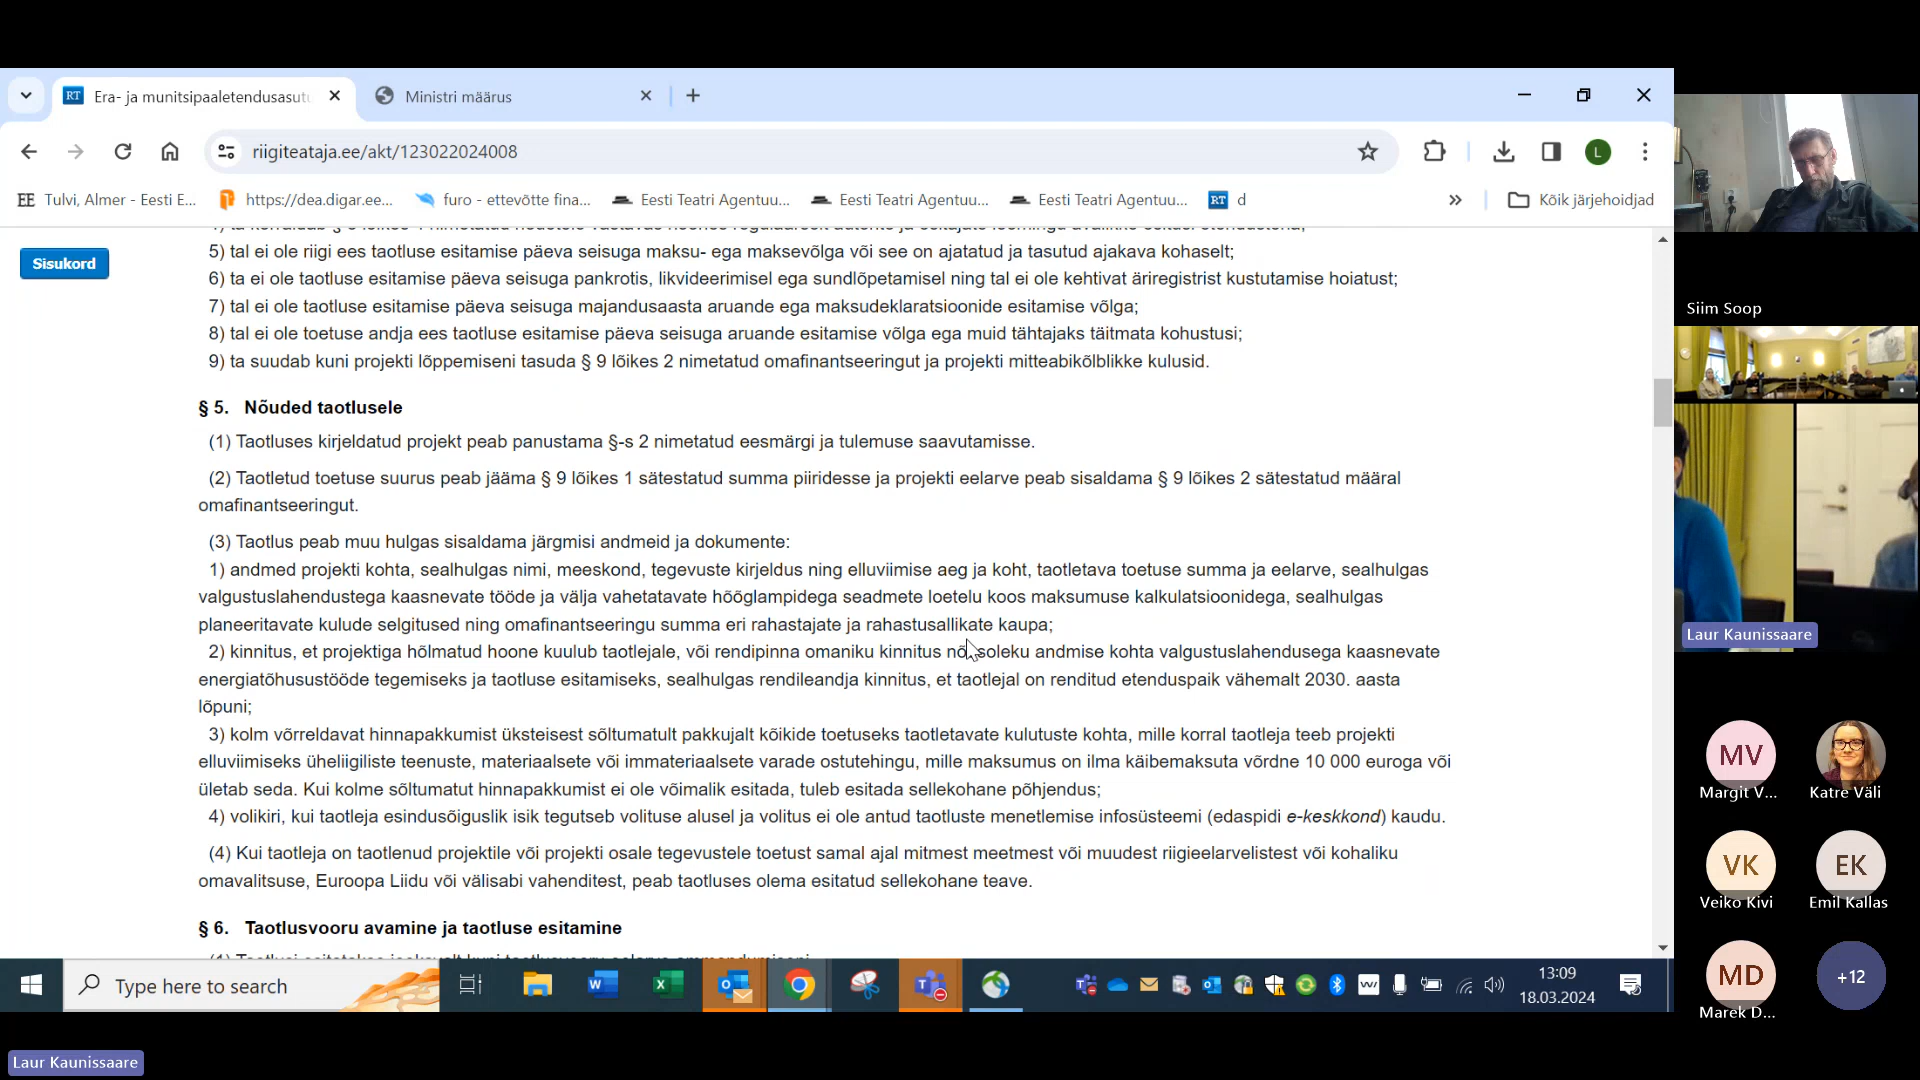 Era- ja munitsipaaletendusasutu
Ministri määrus
riigiteataja.ee/akt/123022024008
L
EE Tulvi, Almer - Eesti E...
https://dea.digar.ee...
furo - ettevõtte fina...
Eesti Teatri Agentuu...
Eesti Teatri Agentuu...
Eesti Teatri Agentuu...
RT d
Kõik järjehoidjad
Sisukord
5) tal ei ole riigi ees taotluse esitamise päeva seisuga maksu- ega maksevõlga või see on ajatatud ja tasutud ajakava kohaselt;
6) ta ei ole taotluse esitamise päeva seisuga pankrotis, likvideerimisel ega sundlõpetamisel ning tal ei ole kehtivat äriregistrist kustutamise hoiatust;
7) tal ei ole taotluse esitamise päeva seisuga majandusaasta aruande ega maksudeklaratsioonide esitamise võlga;
8) tal ei ole toetuse andja ees taotluse esitamise päeva seisuga aruande esitamise võlga ega muid tähtajaks täitmata kohustusi;
9) ta suudab kuni projekti lõppemiseni tasuda § 9 lõikes 2 nimetatud omafinantseeringut ja projekti mitteabikõlblikke kulusid.
§ 5. Nõuded taotlusele
(1) Taotluses kirjeldatud projekt peab panustama §-s 2 nimetatud eesmärgi ja tulemuse saavutamisse.
(2) Taotletud toetuse suurus peab jääma § 9 lõikes 1 sätestatud summa piiridesse ja projekti eelarve peab sisaldama § 9 lõikes 2 sätestatud määral
omafinantseeringut.
(3) Taotlus peab muu hulgas sisaldama järgmisi andmeid ja dokumente:
1) andmed projekti kohta, sealhulgas nimi, meeskond, tegevuste kirjeldus ning elluviimise aeg ja koht, taotletava toetuse summa ja eelarve, sealhulgas
valgustuslahendustega kaasnevate tööde ja välja vahetatavate hõõglampidega seadmete loetelu koos maksumuse kalkulatsioonidega, sealhulgas
planeeritavate kulude selgitused ning omafinantseeringu summa eri rahastajate ja rahastusallikate kaupa;
2) kinnitus, et projektiga hõlmatud hoone kuulub taotlejale, või rendipinna omaniku kinnitus nõusoleku andmise kohta valgustuslahendusega kaasnevate
energiatõhusustööde tegemiseks ja taotluse esitamiseks, sealhulgas rendileandja kinnitus, et taotlejal on renditud etenduspaik vähemalt 2030. aasta
lõpuni;
3) kolm võrreldavat hinnapakkumist üksteisest sõltumatult pakkujalt kõikide toetuseks taotletavate kulutuste kohta, mille korral taotleja teeb projekti
elluviimiseks üheliigiliste teenuste, materiaalsete või immateriaalsete varade ostutehingu, mille maksumus on ilma käibemaksuta võrdne 10 000 euroga või
ületab seda. Kui kolme sõltumatut hinnapakkumist ei ole võimalik esitada, tuleb esitada sellekohane põhjendus;
4) volikiri, kui taotleja esindusõiguslik isik tegutseb volituse alusel ja volitus ei ole antud taotluste menetlemise infosüsteemi (edaspidi e-keskkond) kaudu.
(4) Kui taotleja on taotlenud projektile või projekti osale tegevustele toetust samal ajal mitmest meetmest või muudest riigieelarvelistest või kohaliku
omavalitsuse, Euroopa Liidu või välisabi vahenditest, peab taotluses olema esitatud sellekohane teave.
§ 6. Taotlusvooru avamine ja taotluse esitamine
Type here to search
13:09
18.03.2024
Siim Soop
Laur Kaunissaare
MV
Margit V...
Katre Väli
VK
Veiko Kivi
EK
Emil Kallas
MD
Marek D...
+12
Laur Kaunissaare